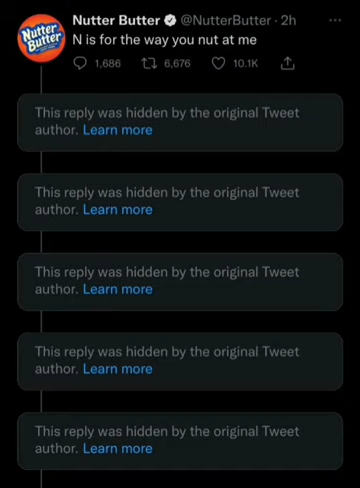 Nutter Butter @NutterButter · 2h
Nutter
Butter
N is for the way you nut at me
1,686 6,676 10.1K
This reply was hidden by the original Tweet
author. Learn more
This reply was hidden by the original Tweet
author. Learn more
This reply was hidden by the original Tweet
author. Learn more
This reply was hidden by the original Tweet
author. Learn more
This reply was hidden by the original Tweet
author. Learn more